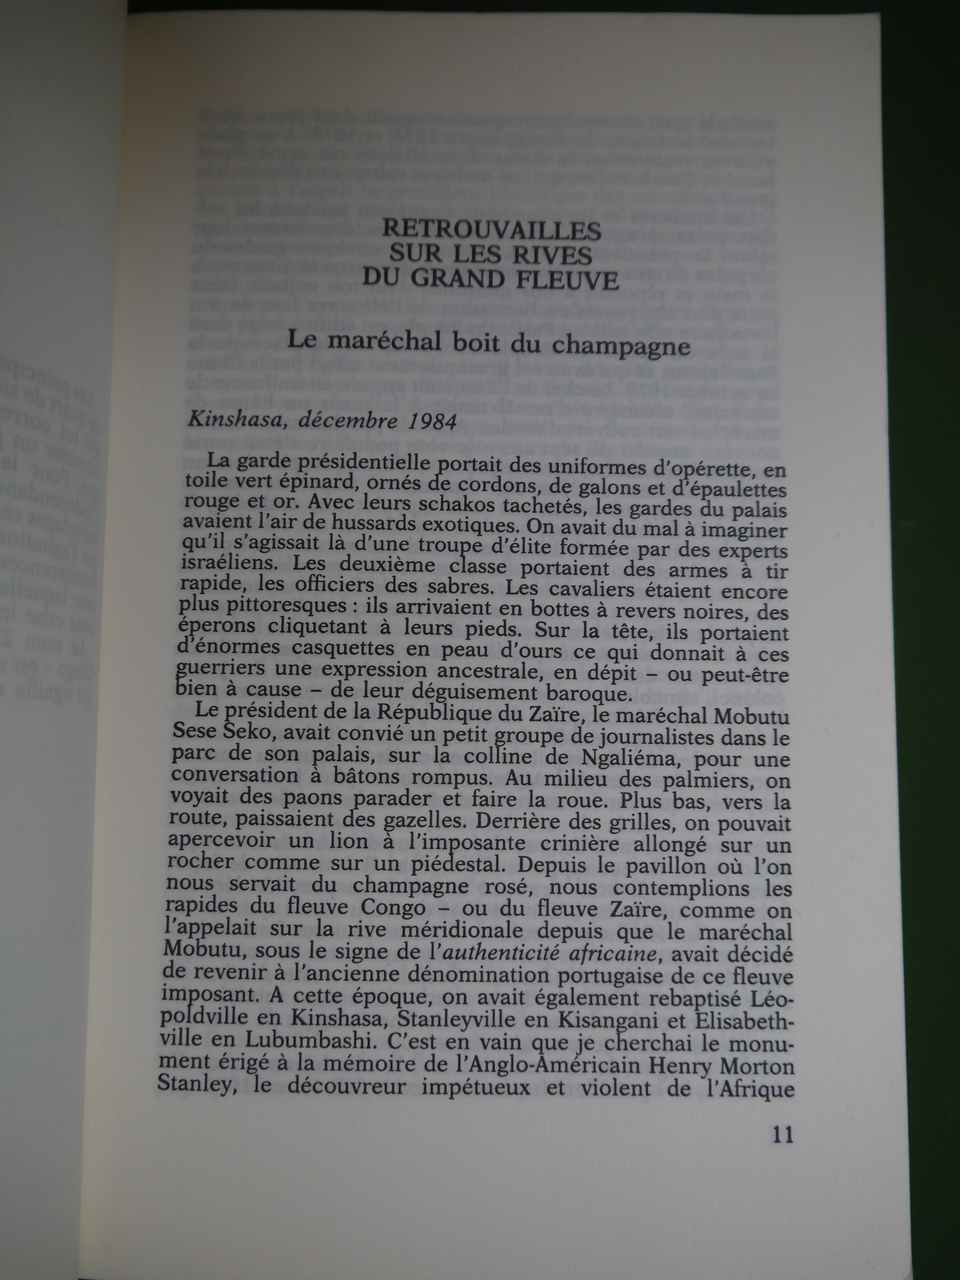 RETROUVAILLES
SUR LES RIVES
DU GRAND FLEUVE
Le maréchal boit du champagne
Kinshasa, décembre 1984
La garde présidentielle portait des uniformes d'opérette, en
toile vert épinard, ornés de cordons, de galons et d'épaulettes
rouge et or. Avec leurs schakos tachetés, les gardes du palais
avaient l'air de hussards exotiques. On avait du mal à imaginer
qu'il s'agissait là d'une troupe d'élite formée par des experts
israéliens. Les deuxième classe portaient des armes à tir
rapide, les officiers des sabres. Les cavaliers étaient encore
plus pittoresques : ils arrivaient en bottes à revers noires, des
éperons cliquetant à leurs pieds. Sur la tête, ils portaient
d'énormes casquettes en peau d'ours ce qui donnait à ces
guerriers une expression ancestrale, en dépit – ou peut-être
bien à cause – de leur déguisement baroque.
Le président de la République du Zaïre, le maréchal Mobutu
Sese Seko, avait convié un petit groupe de journalistes dans le
parc de son palais, sur la colline de Ngaliéma, pour une
conversation à bâtons rompus. Au milieu des palmiers, on
voyait des paons parader et faire la roue. Plus bas, vers la
route, paissaient des gazelles. Derrière des grilles, on pouvait
apercevoir un lion à l'imposante crinière allongé sur un
rocher comme sur un piédestal. Depuis le pavillon où l'on
nous servait du champagne rosé, nous contemplions les
rapides du fleuve Congo – ou du fleuve Zaïre, comme on
l'appelait sur la rive méridionale depuis que le maréchal
Mobutu, sous le signe de l'authenticité africaine, avait décidé
de revenir à l'ancienne dénomination portugaise de ce fleuve
imposant. A cette époque, on avait également rebaptisé Léo-
poldville en Kinshasa, Stanleyville en Kisangani et Elisabeth-
ville en Lubumbashi. C'est en vain que je cherchai le monu-
ment érigé à la mémoire de l'Anglo-Américain Henry Morton
Stanley, le découvreur impétueux et violent de l'Afrique
11